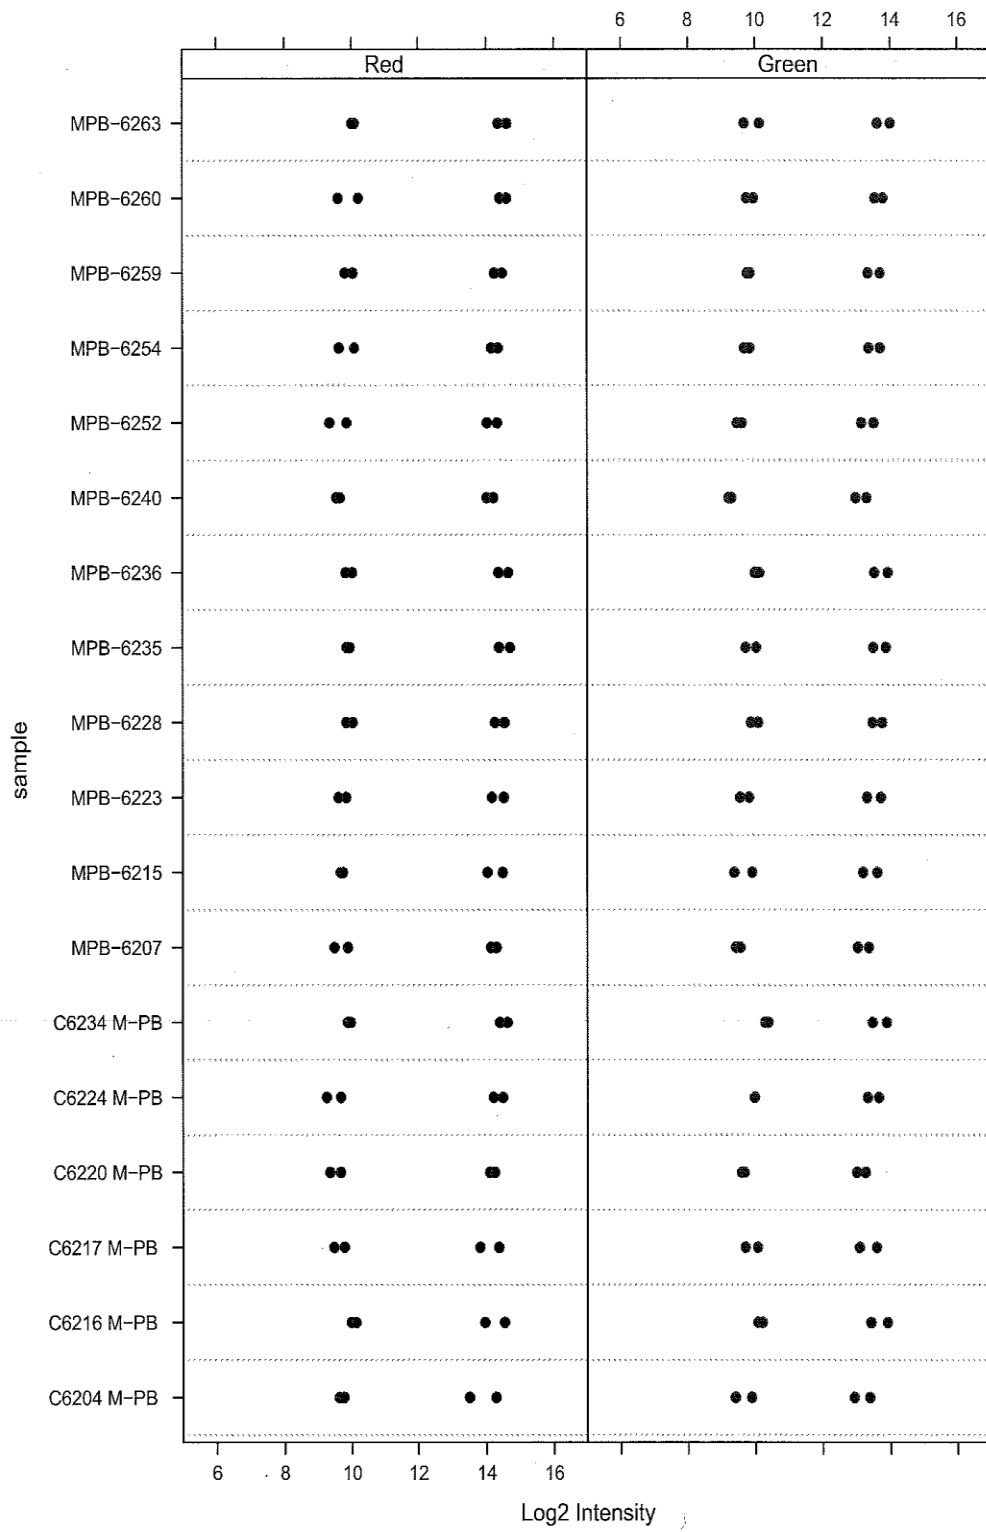 6 8 10 12 14 16
Red Green
MPB−6263
MPB−6260
MPB−6259
MPB−6254
MPB−6252
MPB−6240
MPB−6236
MPB−6235
MPB−6228
MPB−6223
MPB−6215
MPB−6207
C6234 M−PB
C6224 M−PB
C6220 M−PB
C6217 M−PB
C6216 M−PB
C6204 M−PB
sample
6 8 10 12 14 16
Log2 Intensity